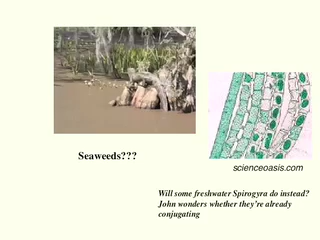 Seaweeds???
scienceoasis.com
Will some freshwater Spirogyra do instead?
John wonders whether they're already
conjugating